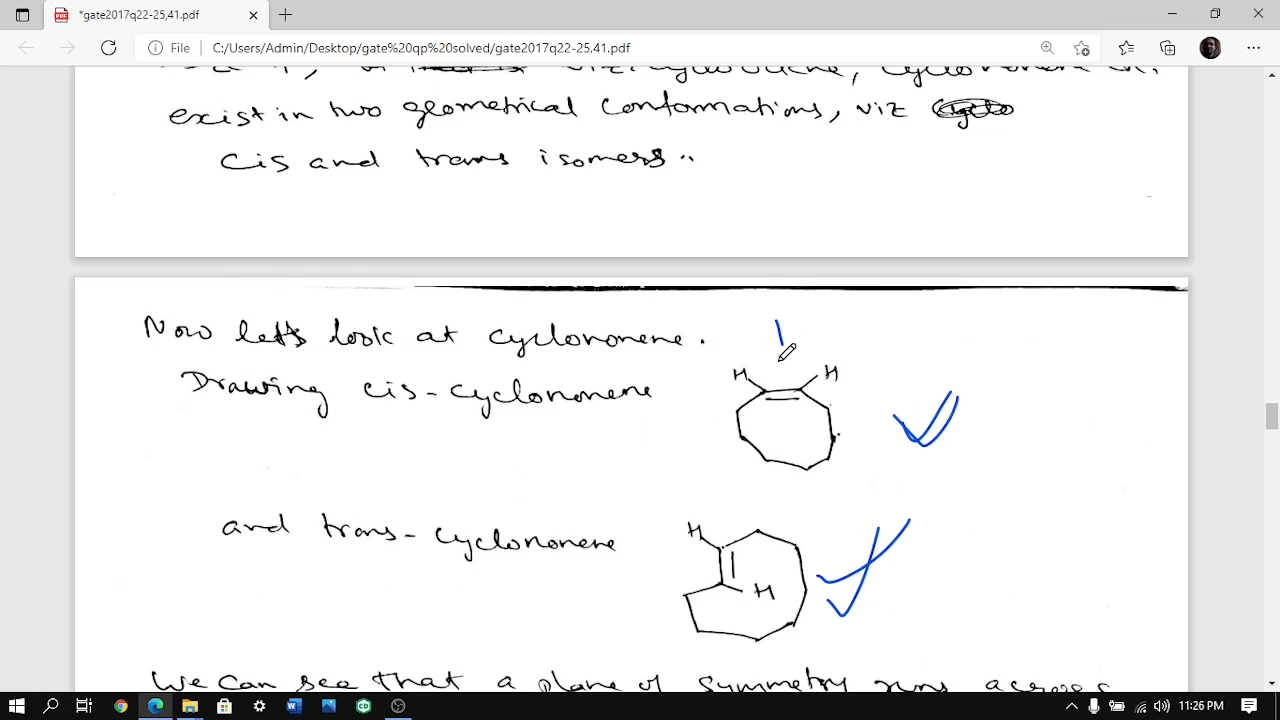 *gate2017q22-25,41.pdf
File C:/Users/Admin/Desktop/gate%20qp%20solved/gate2017q22-25,41.pdf
exist in two geometrical conformations, viz
Cis and trans isomers..
Now lets look at cyclononene.
H H
Drawing cis-cyclononene
and trans-cyclononene
H
H
We can see that a plane of symmetry runs across
11:26 PM